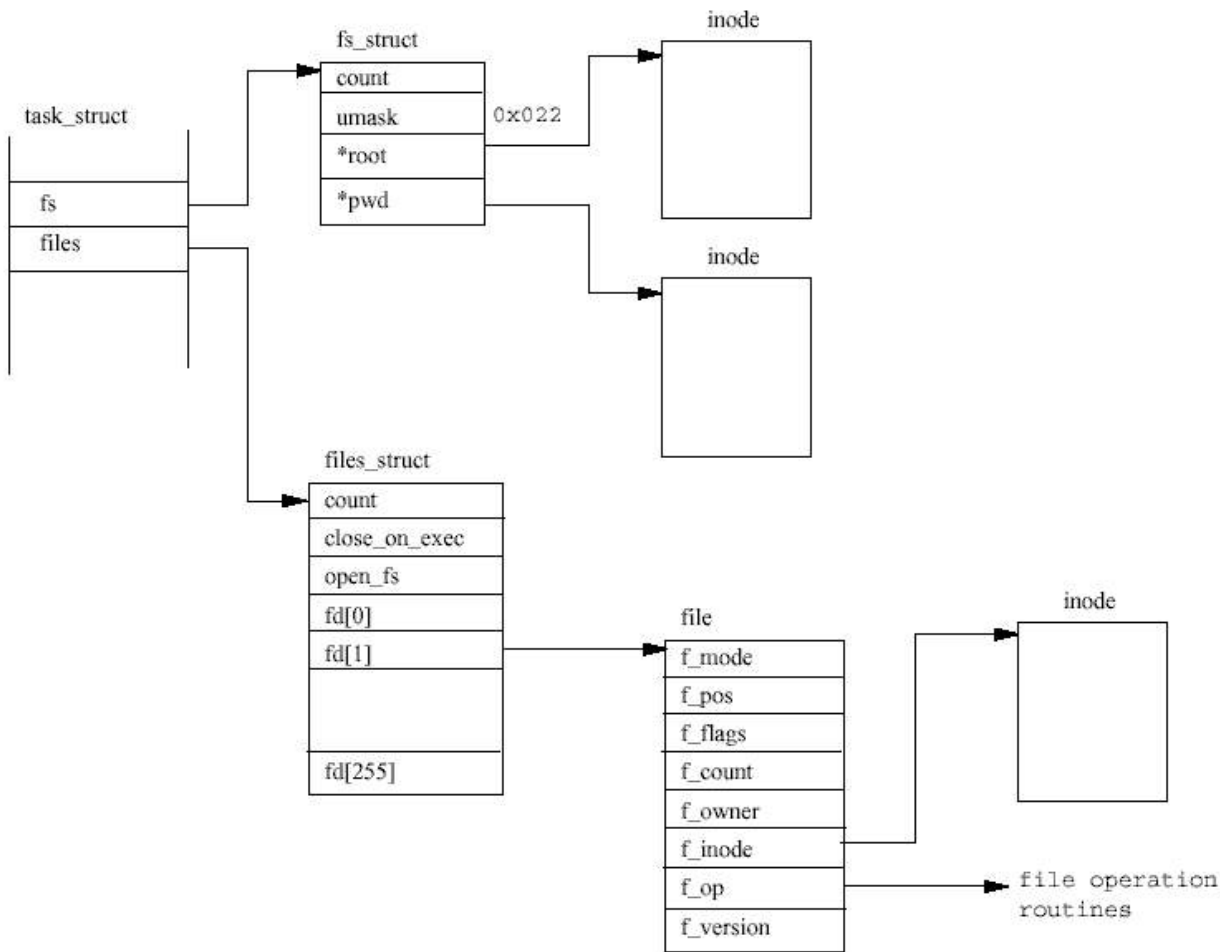 inode
fs_struct
count
umask
0x022
*root
*pwd
task_struct
fs
files
inode
files_struct
count
close_on_exec
open_fs
fd[0]
fd[1]
fd[255]
file
f_mode
f_pos
f_flags
f_count
f_owner
f_inode
f_op
f_version
inode
file operation
routines